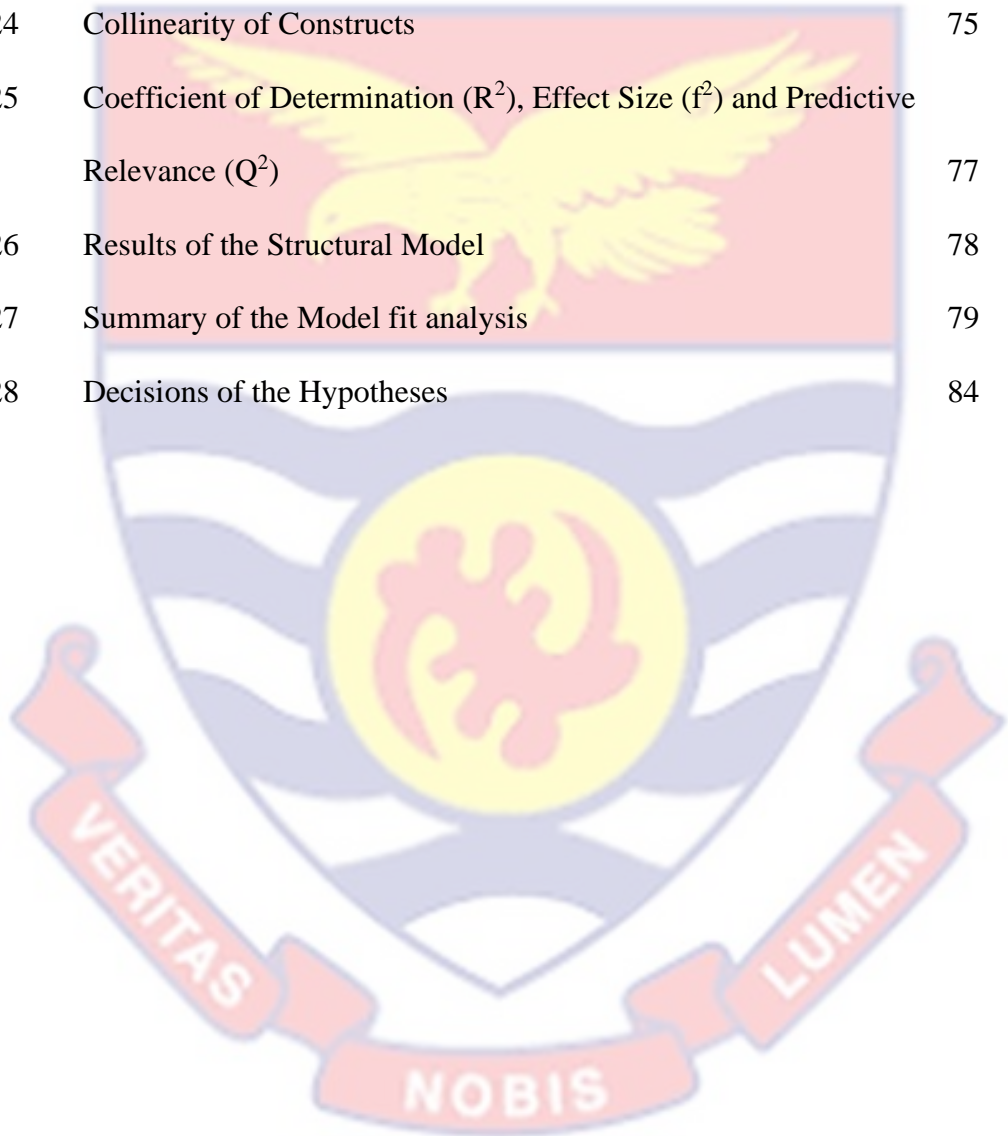 24 Collinearity of Constructs 75
25 Coefficient of Determination (R²), Effect Size (f²) and Predictive
Relevance (Q²) 77
26 Results of the Structural Model 78
27 Summary of the Model fit analysis 79
28 Decisions of the Hypotheses 84
VERITAS
NOBIS
LUMEN